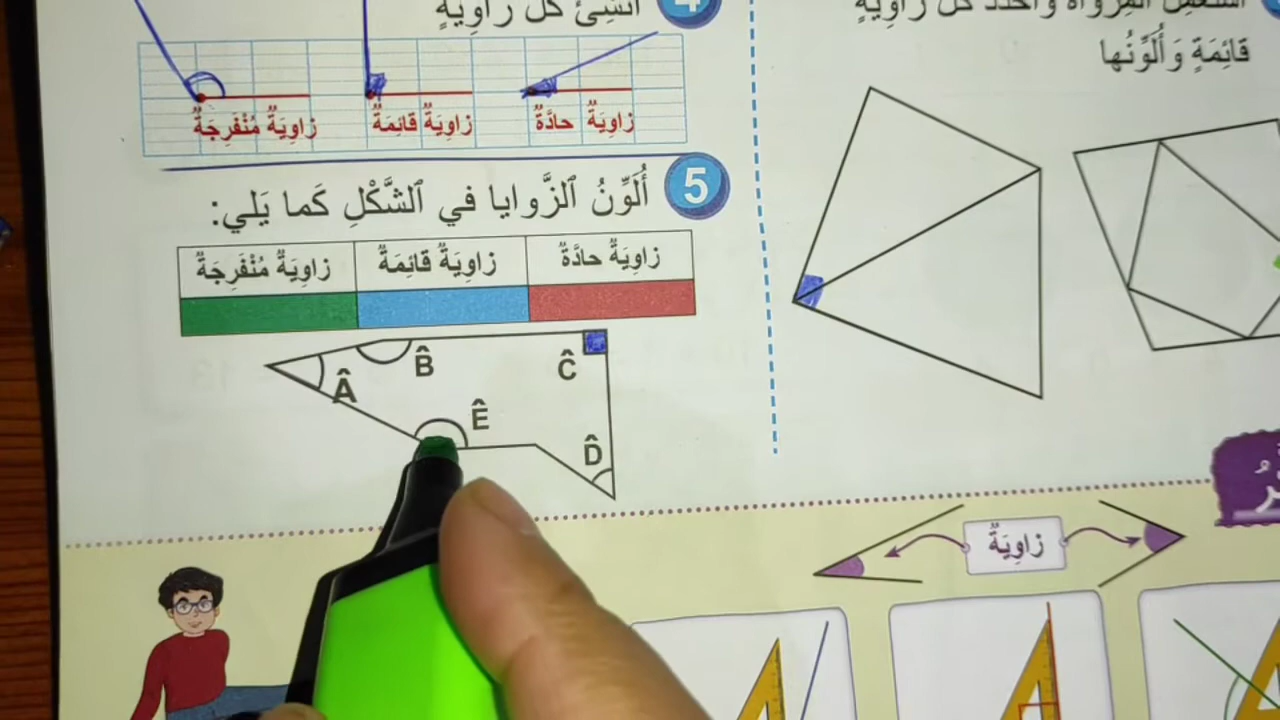 أُنْشِئُ كُلَّ زاوِيَةٍ
زاوِيَةٌ حادَّةٌ
زاوِيَةٌ قائِمَةٌ
زاوِيَةٌ مُنْفَرِجَةٌ
5
أُلَوِّنُ ٱلزَّوايا في ٱلشَّكْلِ كَما يَلي:
زاوِيَةٌ حادَّةٌ
زاوِيَةٌ قائِمَةٌ
زاوِيَةٌ مُنْفَرِجَةٌ
Â
B̂
Ĉ
Ê
D̂
قائِمَةٍ وَأُلَوِّنُها
زاوِيَةٌ